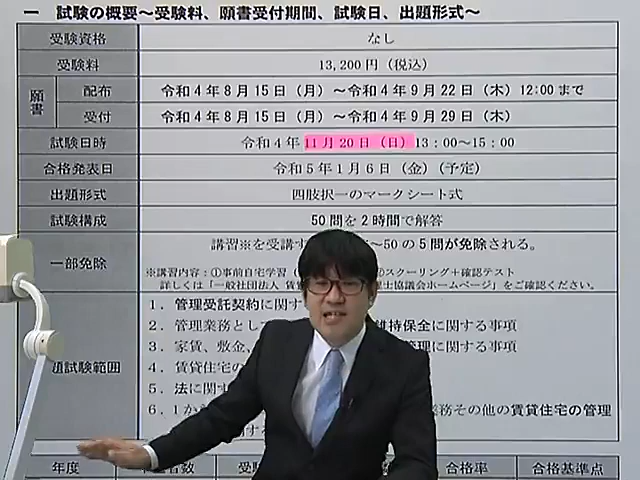 一　試験の概要～受験料、願書受付期間、試験日、出題形式～
受験資格　なし
受験料　13,200円（税込）
願書　配布　令和4年8月15日（月）～令和4年9月22日（木）12:00まで
受付　令和4年8月15日（月）～令和4年9月29日（木）
試験日時　令和4年11月20日（日）13：00～15：00
合格発表日　令和5年1月6日（金）（予定）
出題形式　四肢択一のマークシート式
試験構成　50問を2時間で解答
一部免除　講習※を受講す　～50の5問が免除される。
※講習内容：①事前自宅学習　スクーリング＋確認テスト
詳しくは「一般社団法人 賃　士協議会ホームページ」をご確認ください。
題試験範囲
1．管理受託契約に関す
2．管理業務として　維持保全に関する事項
3．家賃、敷金、　管理に関する事項
4．賃貸住宅の
5．法に関す
6．1か　業務その他の賃貸住宅の管理
年度　者数　受　合格率　合格基準点